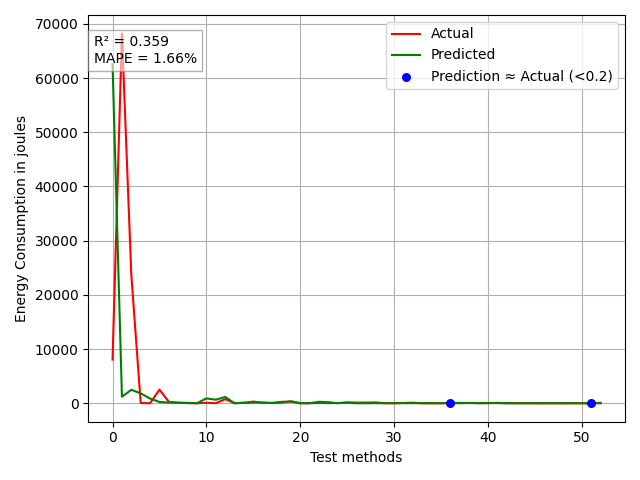 R² = 0.359
MAPE = 1.66%
Actual
Predicted
Prediction ≈ Actual (<0.2)
Energy Consumption in joules
70000
60000
50000
40000
30000
20000
10000
0
0 10 20 30 40 50
Test methods